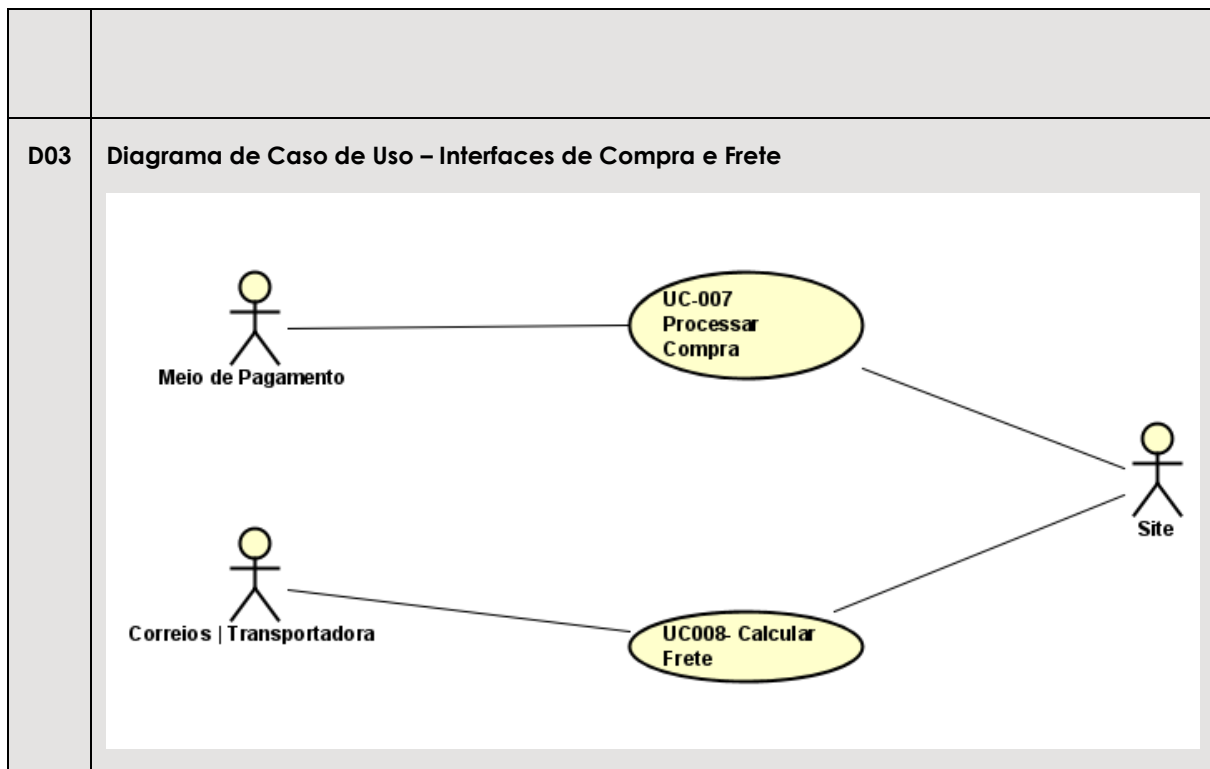 D03 Diagrama de Caso de Uso – Interfaces de Compra e Frete
UC-007
Processar
Compra
Meio de Pagamento
Site
Correios | Transportadora
UC008- Calcular
Frete